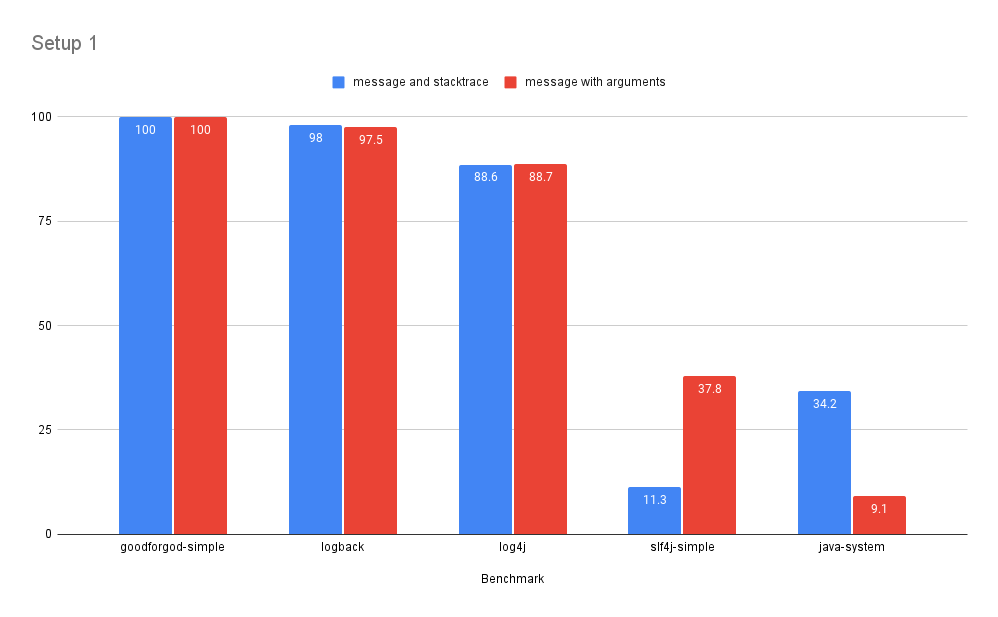 Setup 1
message and stacktrace message with arguments
100
75
50
25
0
100 100
98 97.5
88.6 88.7
11.3 37.8
34.2 9.1
goodforgod-simple logback log4j slf4j-simple java-system
Benchmark